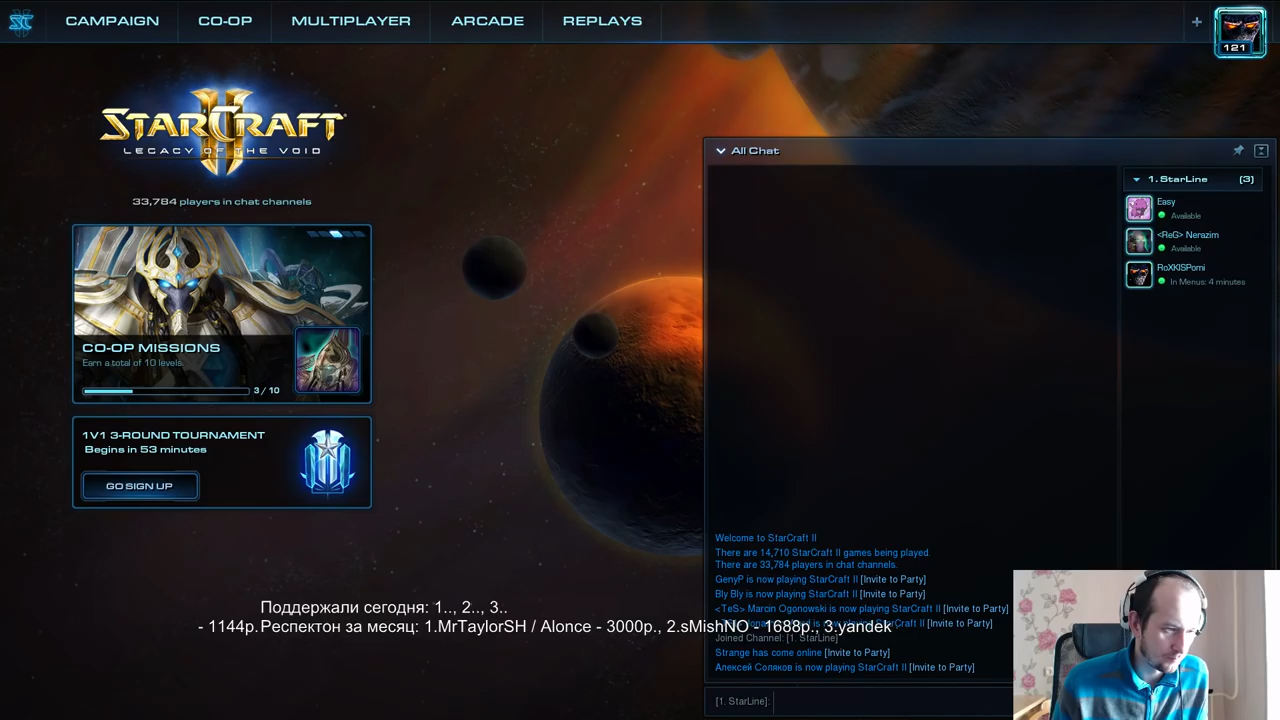 CAMPAIGN
CO-OP
MULTIPLAYER
ARCADE
REPLAYS
121
STARCRAFT
II
LEGACY OF THE VOID
33,784 players in chat channels
CO-OP MISSIONS
Earn a total of 10 levels.
3 / 10
1V1 3-ROUND TOURNAMENT
Begins in 53 minutes
GO SIGN UP
All Chat
1. StarLine (3)
Easy
Available
<ReG> Nerazim
Available
RoXKISPomi
In Menus: 4 minutes
Welcome to StarCraft II
There are 14,710 StarCraft II games being played.
There are 33,784 players in chat channels.
GenyP is now playing StarCraft II [Invite to Party]
Bly Bly is now playing StarCraft II [Invite to Party]
<TeS> Marcin Ogonowski is now playing StarCraft II [Invite to Party]
is now playing StarCraft II [Invite to Party]
Joined Channel: [1. StarLine]
Strange has come online [Invite to Party]
Алексей Соляков is now playing StarCraft II [Invite to Party]
[1. StarLine]:
Поддержали сегодня: 1.., 2.., 3..
- 1144р.Респектон за месяц: 1.MrTaylorSH / Alonce - 3000р., 2.sMishNO - 1688р., 3.yandek